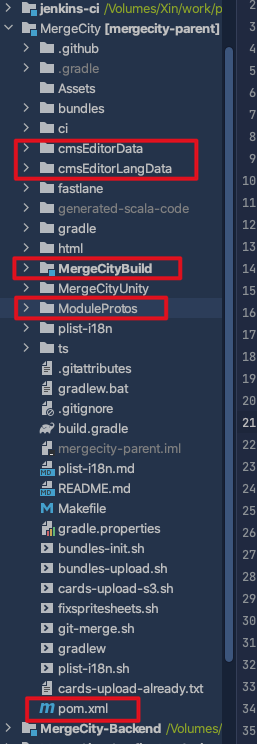 jenkins-ci /Volumes/Xin/work/p
MergeCity [mergecity-parent]
.github
.gradle
Assets
bundles
ci
cmsEditorData
cmsEditorLangData
fastlane
generated-scala-code
gradle
html
MergeCityBuild
MergeCityUnity
ModuleProtos
plist-i18n
ts
.gitattributes
gradlew.bat
.gitignore
build.gradle
mergecity-parent.iml
MD plist-i18n.md
MD README.md
Makefile
gradle.properties
bundles-init.sh
bundles-upload.sh
cards-upload-s3.sh
fixspritesheets.sh
git-merge.sh
gradlew
plist-i18n.sh
cards-upload-already.txt
m pom.xml
MergeCity-Backend /Volumes/
2
3
4
5
6
7
8
9
10
11
12
13
14
15
16
17
18
19
20
21
22
23
24
25
26
27
28
29
30
31
32
33
34
35